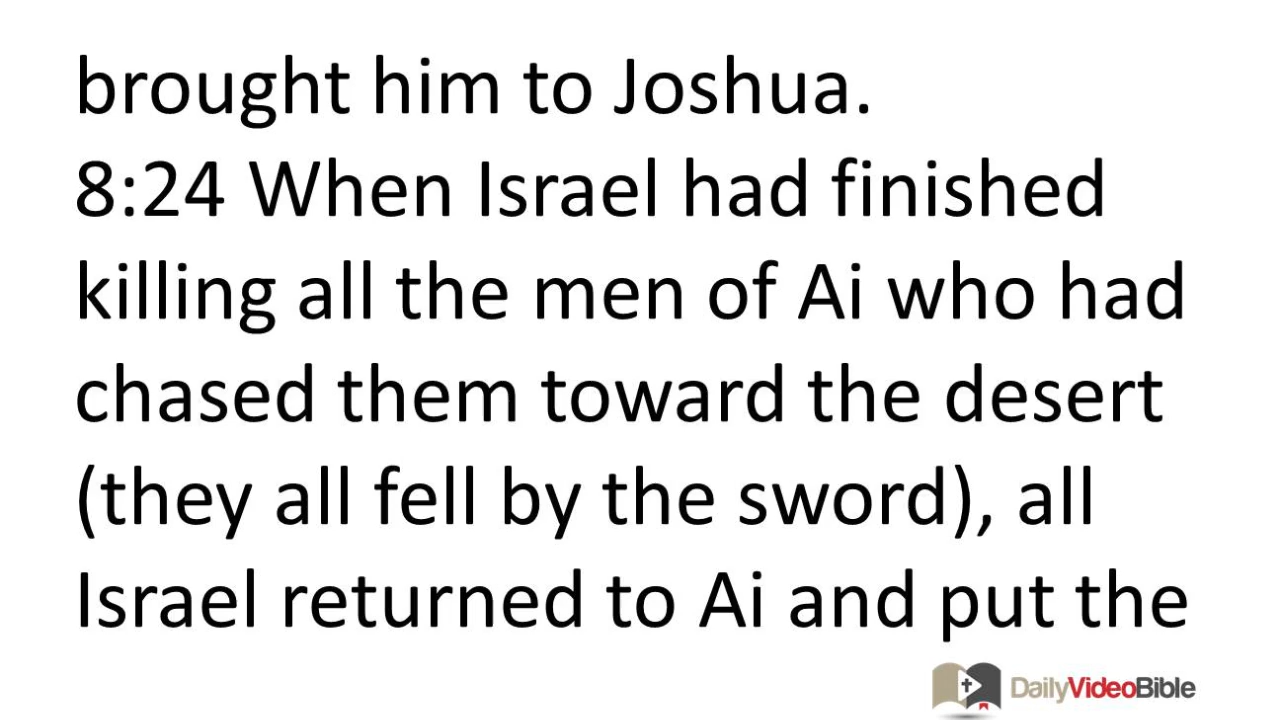 brought him to Joshua.
8:24 When Israel had finished
killing all the men of Ai who had
chased them toward the desert
(they all fell by the sword), all
Israel returned to Ai and put the
DailyVideoBible